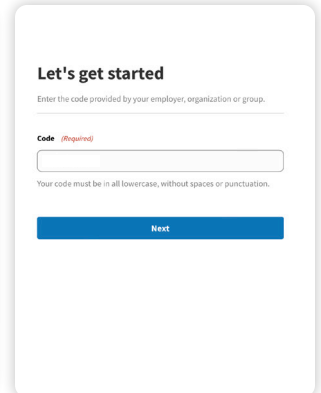 Let's get started
Enter the code provided by your employer, organization or group.
Code (Required)
Your code must be in all lowercase, without spaces or punctuation.
Next